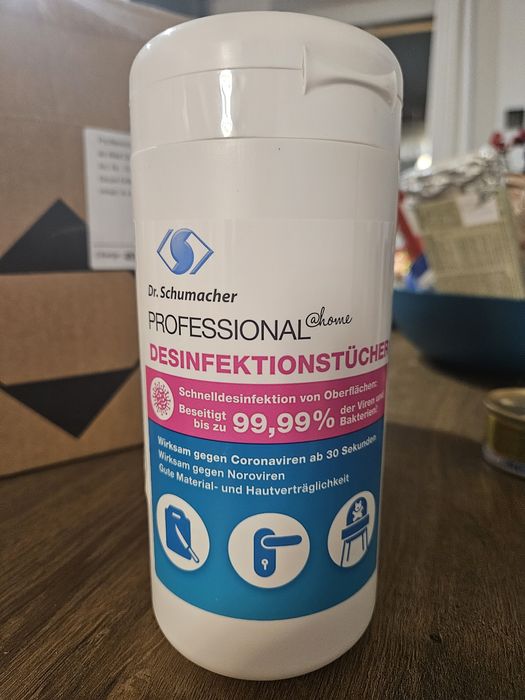 Dr. Schumacher
PROFESSIONAL @home
DESINFEKTIONSTÜCHER
Schnelldesinfektion von Oberflächen:
Beseitigt bis zu 99,99% der Viren und Bakterien!
Wirksam gegen Coronaviren ab 30 Sekunden
Wirksam gegen Noroviren
Gute Material- und Hautverträglichkeit